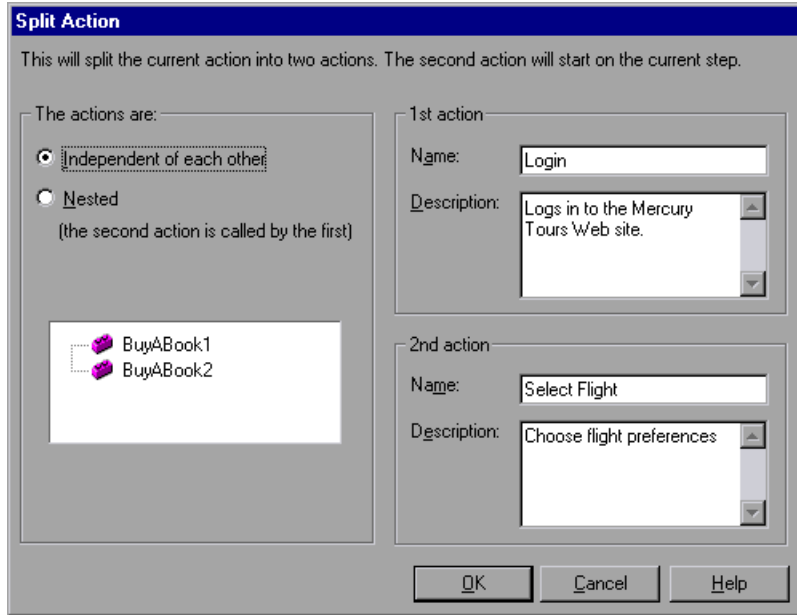 Split Action
This will split the current action into two actions. The second action will start on the current step.
The actions are:
Independent of each other
Nested
(the second action is called by the first)
BuyABook1
BuyABook2
1st action
Name:
Login
Description:
Logs in to the Mercury
Tours Web site.
2nd action
Name:
Select Flight
Description:
Choose flight preferences
OK
Cancel
Help